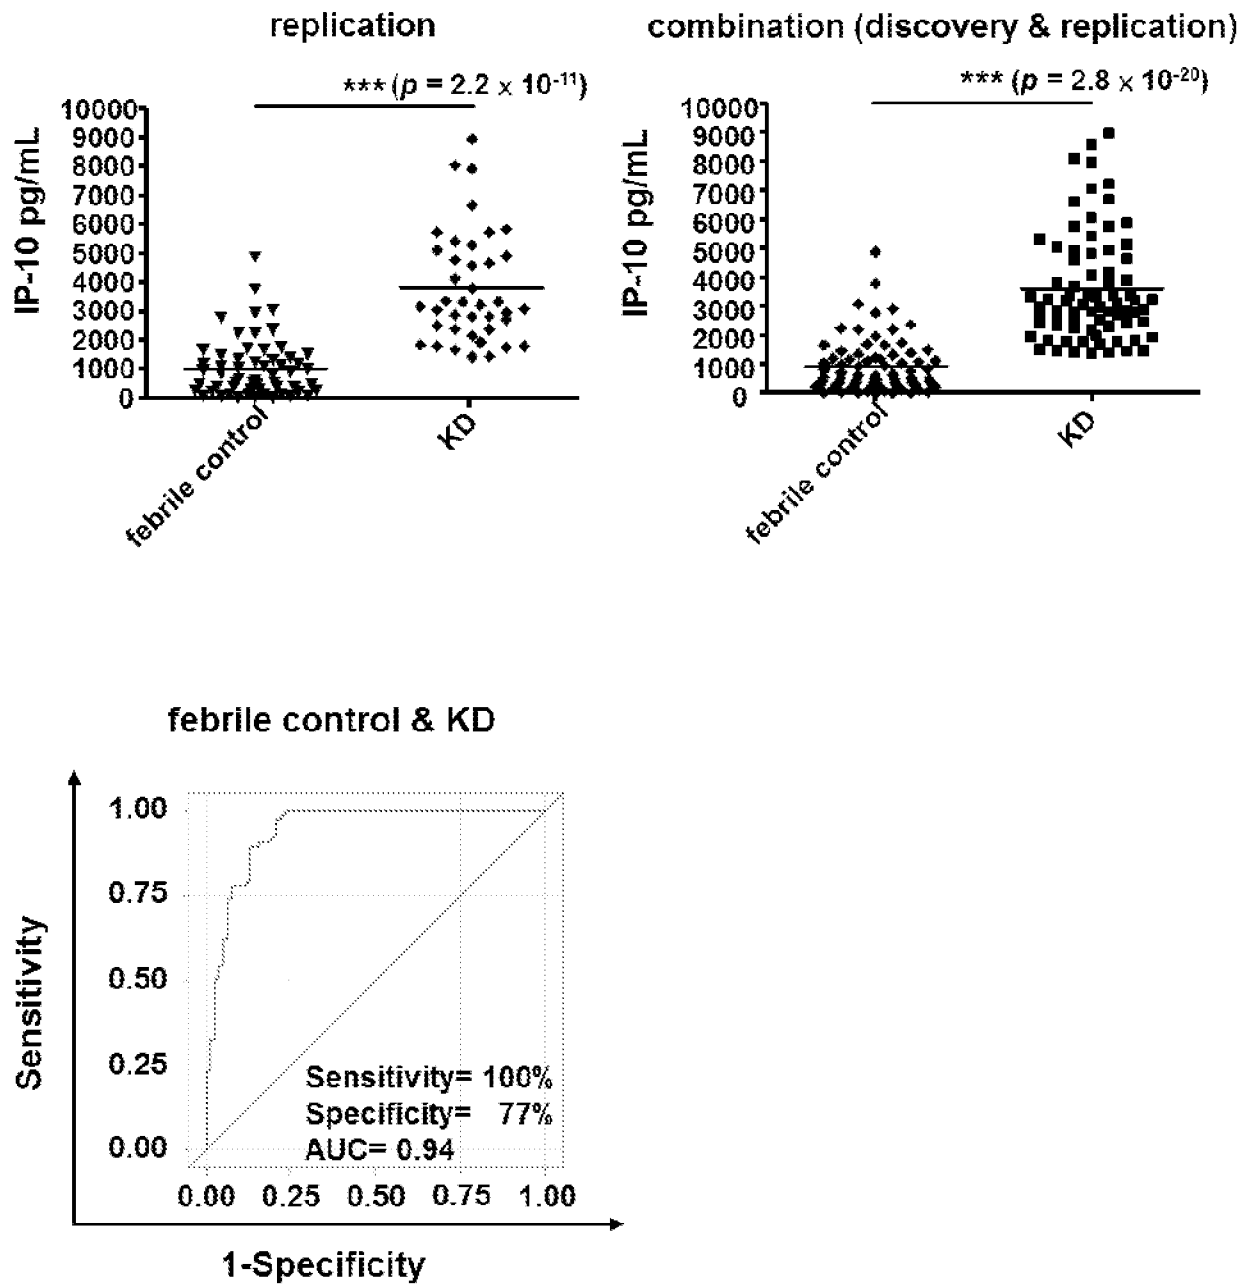 replication
*** (p = 2.2 × 10-11)
IP-10 pg/mL
10000
9000
8000
7000
6000
5000
4000
3000
2000
1000
0
febrile control
KD
combination (discovery & replication)
*** (p = 2.8 × 10-20)
IP-10 pg/mL
10000
9000
8000
7000
6000
5000
4000
3000
2000
1000
0
febrile control
KD
febrile control & KD
Sensitivity
1.00
0.75
0.50
0.25
0.00
Sensitivity= 100%
Specificity= 77%
AUC= 0.94
0.00 0.25 0.50 0.75 1.00
1-Specificity